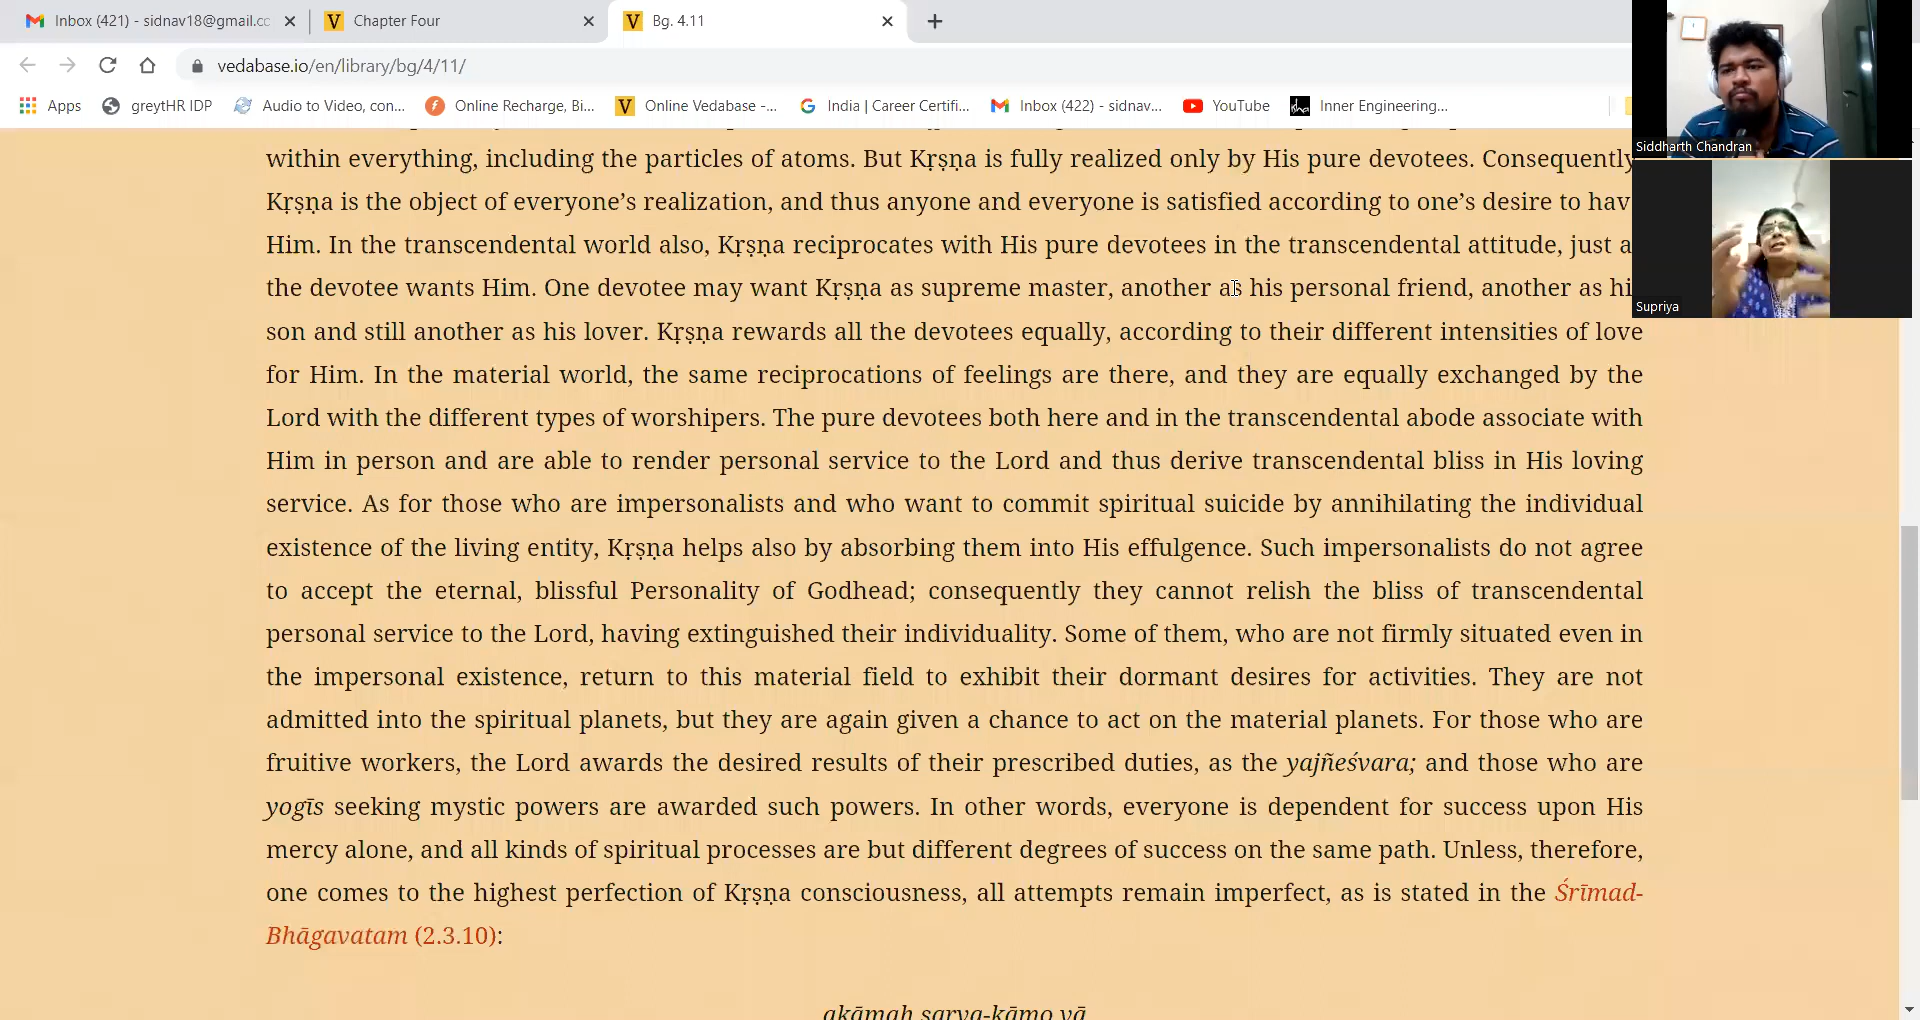 Inbox (421) - sidnav18@gmail.cc
Chapter Four
Bg. 4.11
vedabase.io/en/library/bg/4/11/
Apps greytHR IDP Audio to Video, con... Online Recharge, Bi... Online Vedabase -... India | Career Certifi... Inbox (422) - sidnav... YouTube Inner Engineering...
Siddharth Chandran
Supriya
within everything, including the particles of atoms. But Kṛṣṇa is fully realized only by His pure devotees. Consequently
Kṛṣṇa is the object of everyone’s realization, and thus anyone and everyone is satisfied according to one’s desire to hav
Him. In the transcendental world also, Kṛṣṇa reciprocates with His pure devotees in the transcendental attitude, just a
the devotee wants Him. One devotee may want Kṛṣṇa as supreme master, another as his personal friend, another as hi
son and still another as his lover. Kṛṣṇa rewards all the devotees equally, according to their different intensities of love
for Him. In the material world, the same reciprocations of feelings are there, and they are equally exchanged by the
Lord with the different types of worshipers. The pure devotees both here and in the transcendental abode associate with
Him in person and are able to render personal service to the Lord and thus derive transcendental bliss in His loving
service. As for those who are impersonalists and who want to commit spiritual suicide by annihilating the individual
existence of the living entity, Kṛṣṇa helps also by absorbing them into His effulgence. Such impersonalists do not agree
to accept the eternal, blissful Personality of Godhead; consequently they cannot relish the bliss of transcendental
personal service to the Lord, having extinguished their individuality. Some of them, who are not firmly situated even in
the impersonal existence, return to this material field to exhibit their dormant desires for activities. They are not
admitted into the spiritual planets, but they are again given a chance to act on the material planets. For those who are
fruitive workers, the Lord awards the desired results of their prescribed duties, as the yajñeśvara; and those who are
yogīs seeking mystic powers are awarded such powers. In other words, everyone is dependent for success upon His
mercy alone, and all kinds of spiritual processes are but different degrees of success on the same path. Unless, therefore,
one comes to the highest perfection of Kṛṣṇa consciousness, all attempts remain imperfect, as is stated in the Śrīmad-
Bhāgavatam (2.3.10):
akāmaḥ sarva-kāmo vā